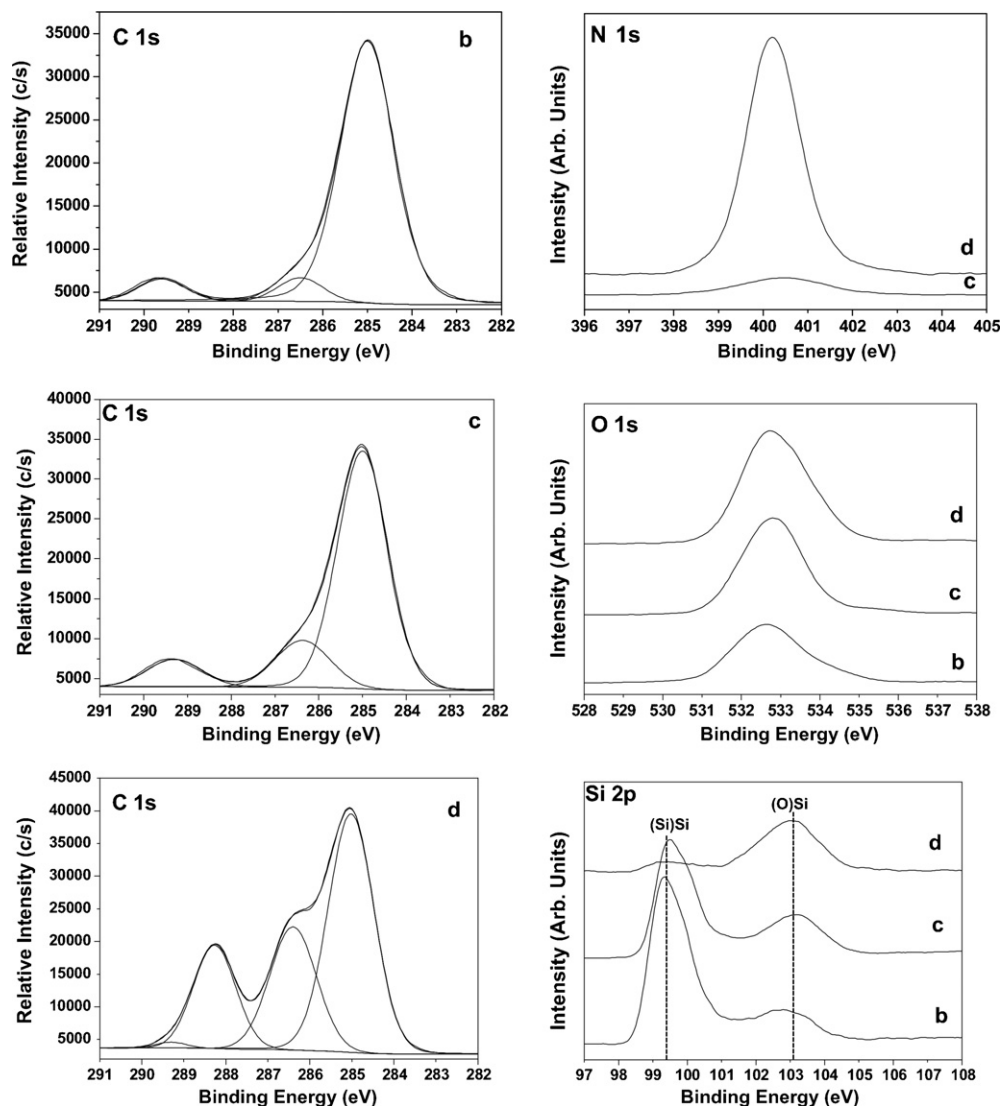 C 1s
b
Relative Intensity (c/s)
35000
30000
25000
20000
15000
10000
5000
291 290 289 288 287 286 285 284 283 282
Binding Energy (eV)
N 1s
Intensity (Arb. Units)
d
c
396 397 398 399 400 401 402 403 404 405
Binding Energy (eV)
C 1s
c
Relative Intensity (c/s)
40000
35000
30000
25000
20000
15000
10000
5000
291 290 289 288 287 286 285 284 283 282
Binding Energy (eV)
O 1s
Intensity (Arb. Units)
d
c
b
528 529 530 531 532 533 534 535 536 537 538
Binding Energy (eV)
C 1s
d
Relative Intensity (c/s)
45000
40000
35000
30000
25000
20000
15000
10000
5000
291 290 289 288 287 286 285 284 283 282
Binding Energy (eV)
Si 2p
(Si)Si
(O)Si
Intensity (Arb. Units)
d
c
b
97 98 99 100 101 102 103 104 105 106 107 108
Binding Energy (eV)